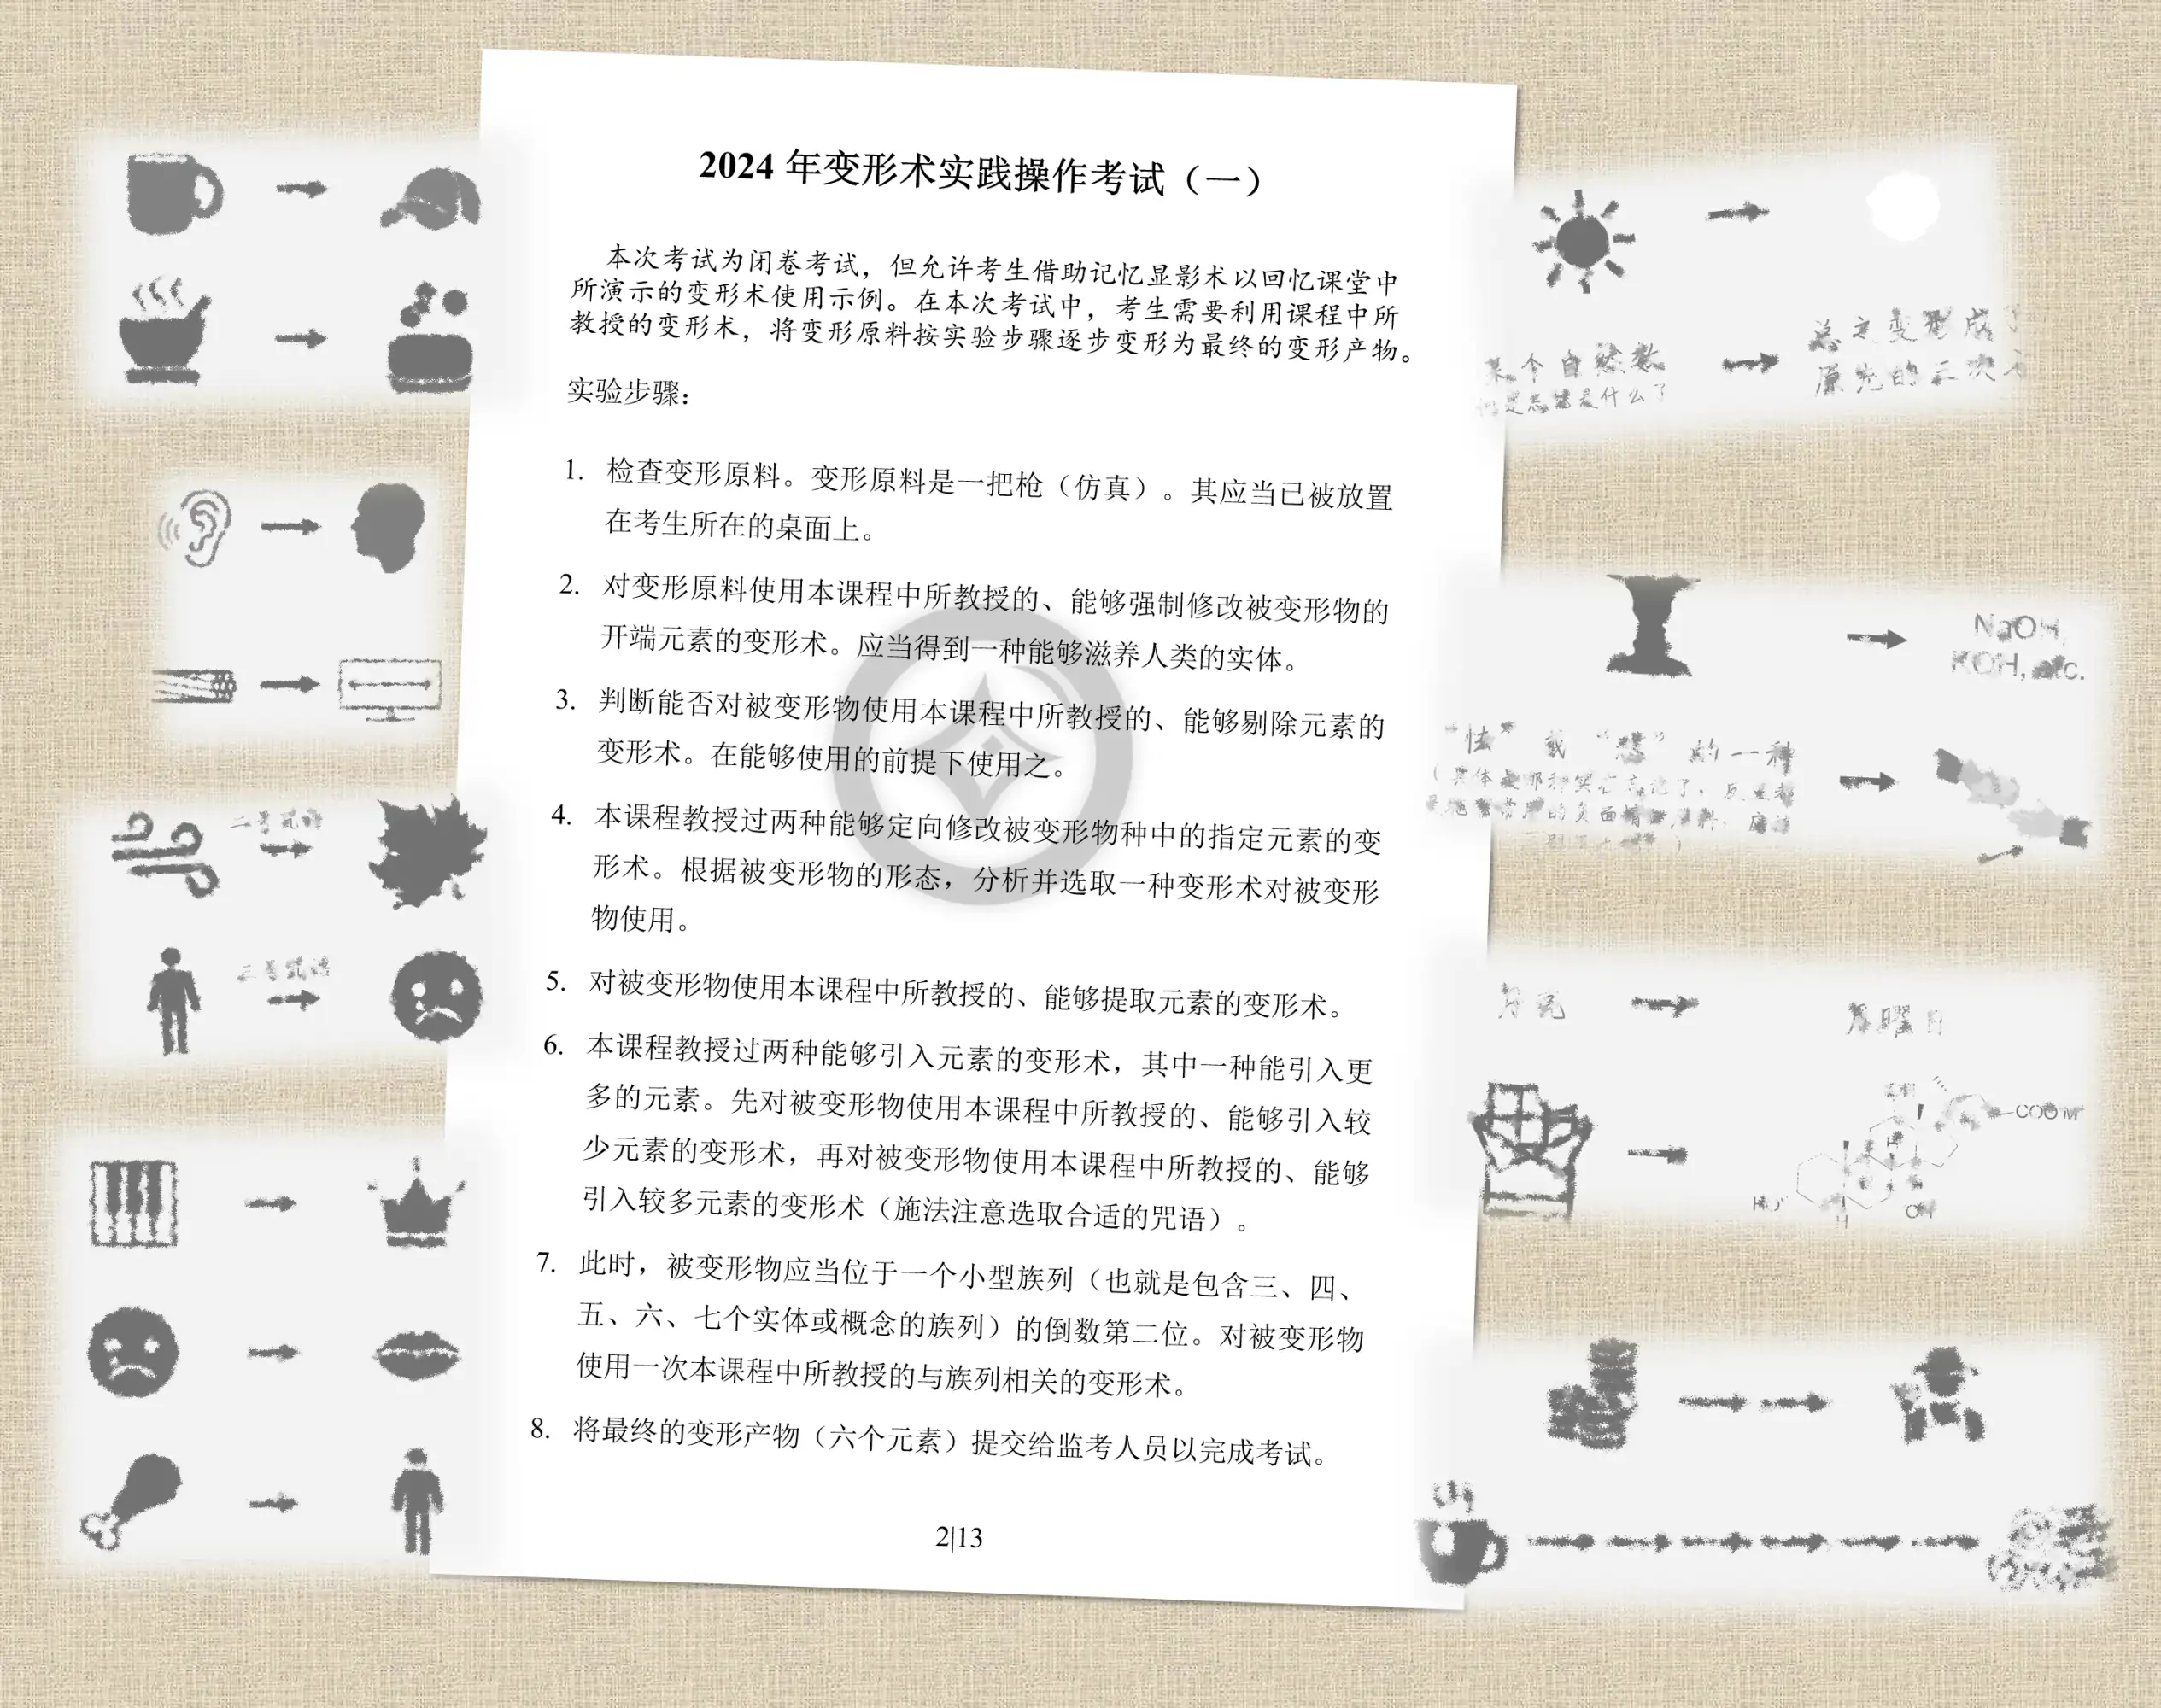 2024 年变形术实践操作考试（一）
本次考试为闭卷考试，但允许考生借助记忆显影术以回忆课堂中
所演示的变形术使用示例。在本次考试中，考生需要利用课程中所
教授的变形术，将变形原料按实验步骤逐步变形为最终的变形产物。
实验步骤：
1. 检查变形原料。变形原料是一把枪（仿真）。其应当已被放置
在考生所在的桌面上。
2. 对变形原料使用本课程中所教授的、能够强制修改被变形物的
开端元素的变形术。应当得到一种能够滋养人类的实体。
3. 判断能否对被变形物使用本课程中所教授的、能够剔除元素的
变形术。在能够使用的前提下使用之。
4. 本课程教授过两种能够定向修改被变形物种中的指定元素的变
形术。根据被变形物的形态，分析并选取一种变形术对被变形
物使用。
5. 对被变形物使用本课程中所教授的、能够提取元素的变形术。
6. 本课程教授过两种能够引入元素的变形术，其中一种能引入更
多的元素。先对被变形物使用本课程中所教授的、能够引入较
少元素的变形术，再对被变形物使用本课程中所教授的、能够
引入较多元素的变形术（施法注意选取合适的咒语）。
7. 此时，被变形物应当位于一个小型族列（也就是包含三、四、
五、六、七个实体或概念的族列）的倒数第二位。对被变形物
使用一次本课程中所教授的与族列相关的变形术。
8. 将最终的变形产物（六个元素）提交给监考人员以完成考试。
2|13
二号咒语
三号咒语
某个自然数
但是忘悼是什么了
总之变形成了
原先的三次方
NaOH,
KOH, etc.
“怯” 或 “怒” 的一种
月亮
月曜日
COO
HO
H
OH